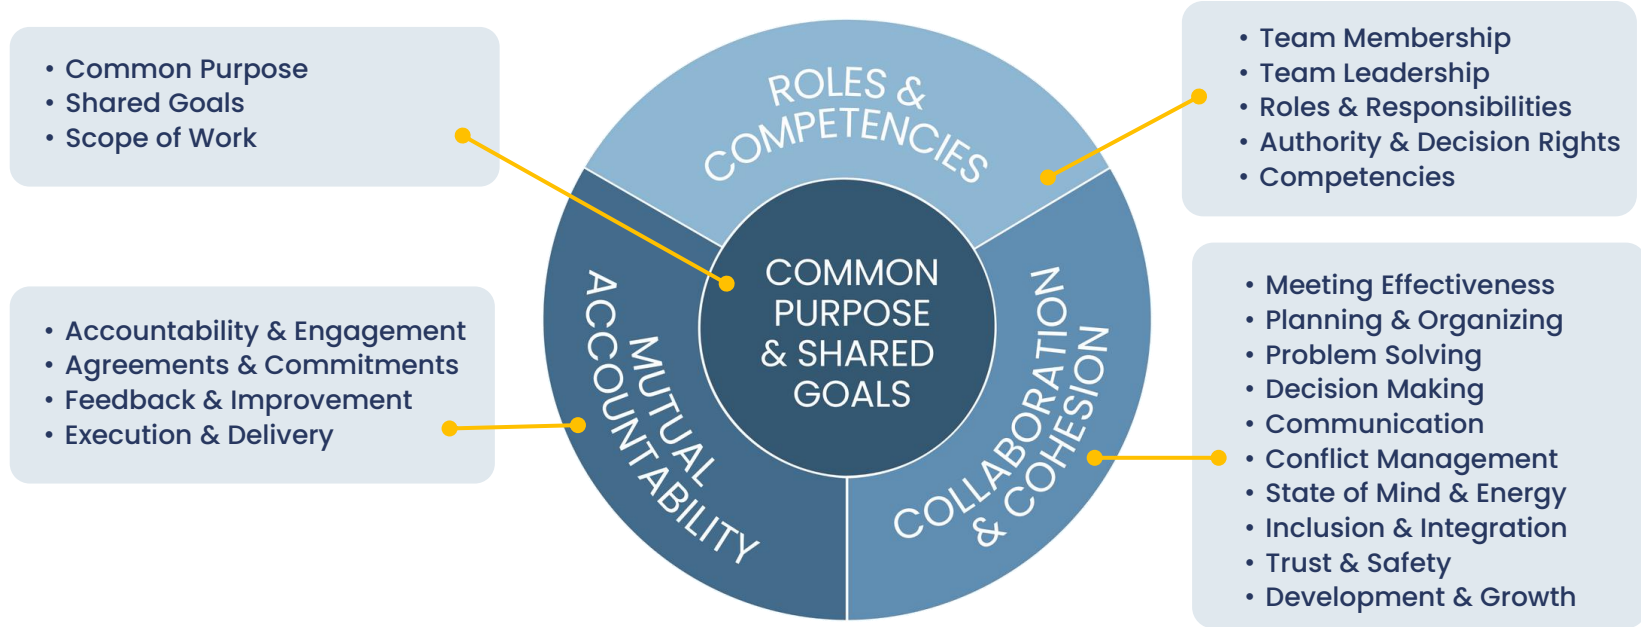 • Common Purpose
• Shared Goals
• Scope of Work
ROLES &
COMPETENCIES
• Team Membership
• Team Leadership
• Roles & Responsibilities
• Authority & Decision Rights
• Competencies
COMMON
PURPOSE
& SHARED
GOALS
• Accountability & Engagement
• Agreements & Commitments
• Feedback & Improvement
• Execution & Delivery
MUTUAL
ACCOUNTABILITY
COLLABORATION
& COHESION
• Meeting Effectiveness
• Planning & Organizing
• Problem Solving
• Decision Making
• Communication
• Conflict Management
• State of Mind & Energy
• Inclusion & Integration
• Trust & Safety
• Development & Growth